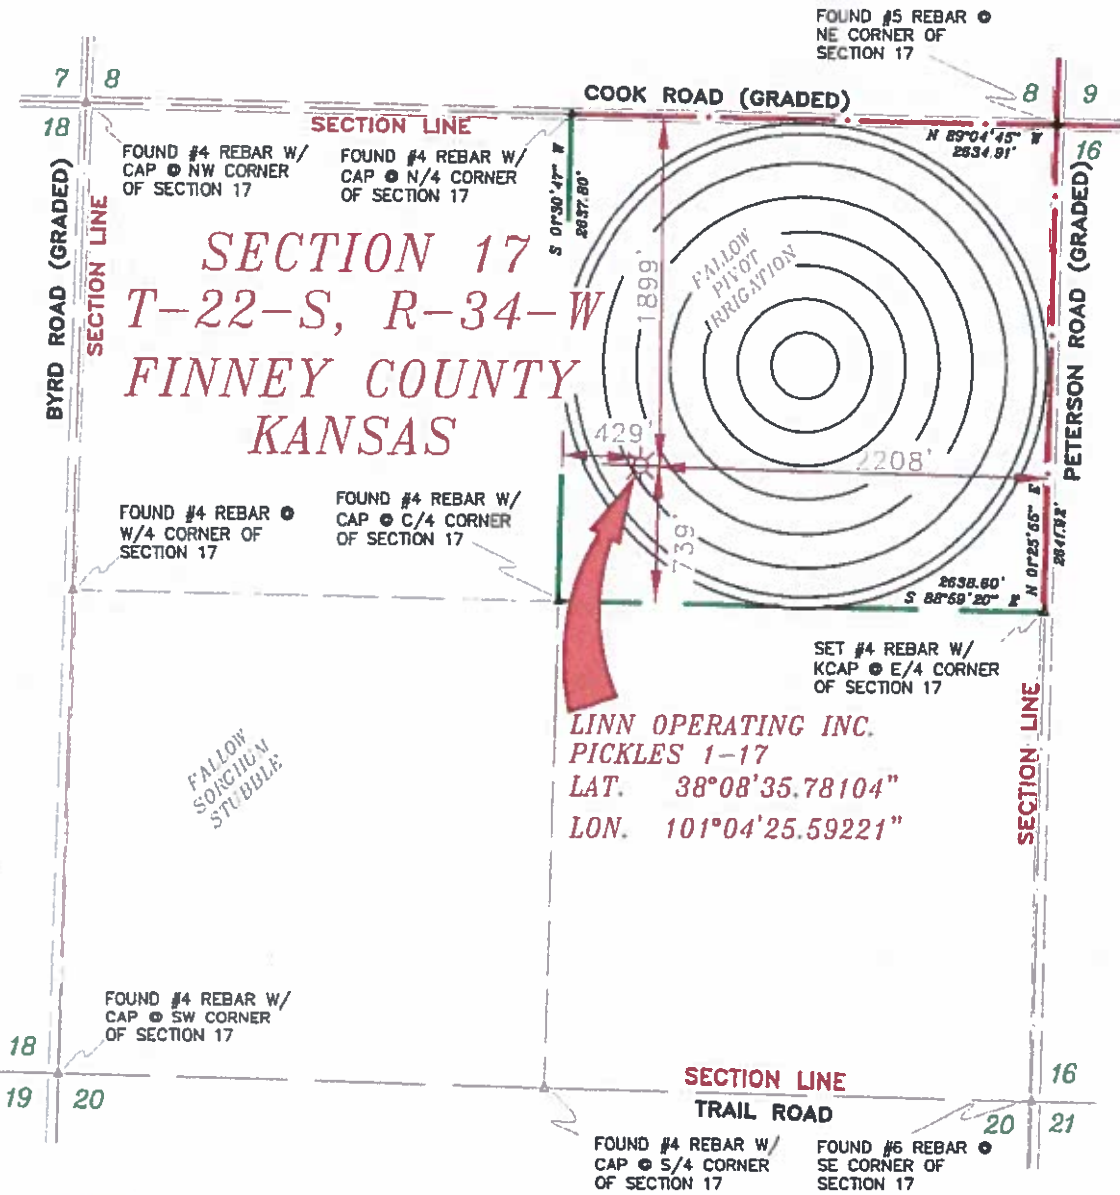 FOUND #5 REBAR @
NE CORNER OF
SECTION 17
7
8
8
9
COOK ROAD (GRADED)
18
SECTION LINE
N 89°04'45" W
2634.91'
16
FOUND #4 REBAR W/
CAP @ NW CORNER
OF SECTION 17
FOUND #4 REBAR W/
CAP @ N/4 CORNER
OF SECTION 17
S 01°30'47" W
2637.80'
BYRD ROAD (GRADED)
SECTION LINE
SECTION 17
T-22-S, R-34-W
FINNEY COUNTY
KANSAS
1899'
FALLOW
PIVOT
IRRIGATION
PETERSON ROAD (GRADED)
429'
2208'
739'
FOUND #4 REBAR @
W/4 CORNER OF
SECTION 17
FOUND #4 REBAR W/
CAP @ C/4 CORNER
OF SECTION 17
N 01°25'55" E
2641.92'
2638.60'
S 88°59'20" E
SET #4 REBAR W/
KCAP @ E/4 CORNER
OF SECTION 17
LINN OPERATING INC.
PICKLES 1-17
LAT. 38°08'35.78104"
LON. 101°04'25.59221"
SECTION LINE
FALLOW
SORGHUM
STUBBLE
FOUND #4 REBAR W/
CAP @ SW CORNER
OF SECTION 17
18
19
20
SECTION LINE
TRAIL ROAD
16
20
21
FOUND #4 REBAR W/
CAP @ S/4 CORNER
OF SECTION 17
FOUND #6 REBAR @
SE CORNER OF
SECTION 17